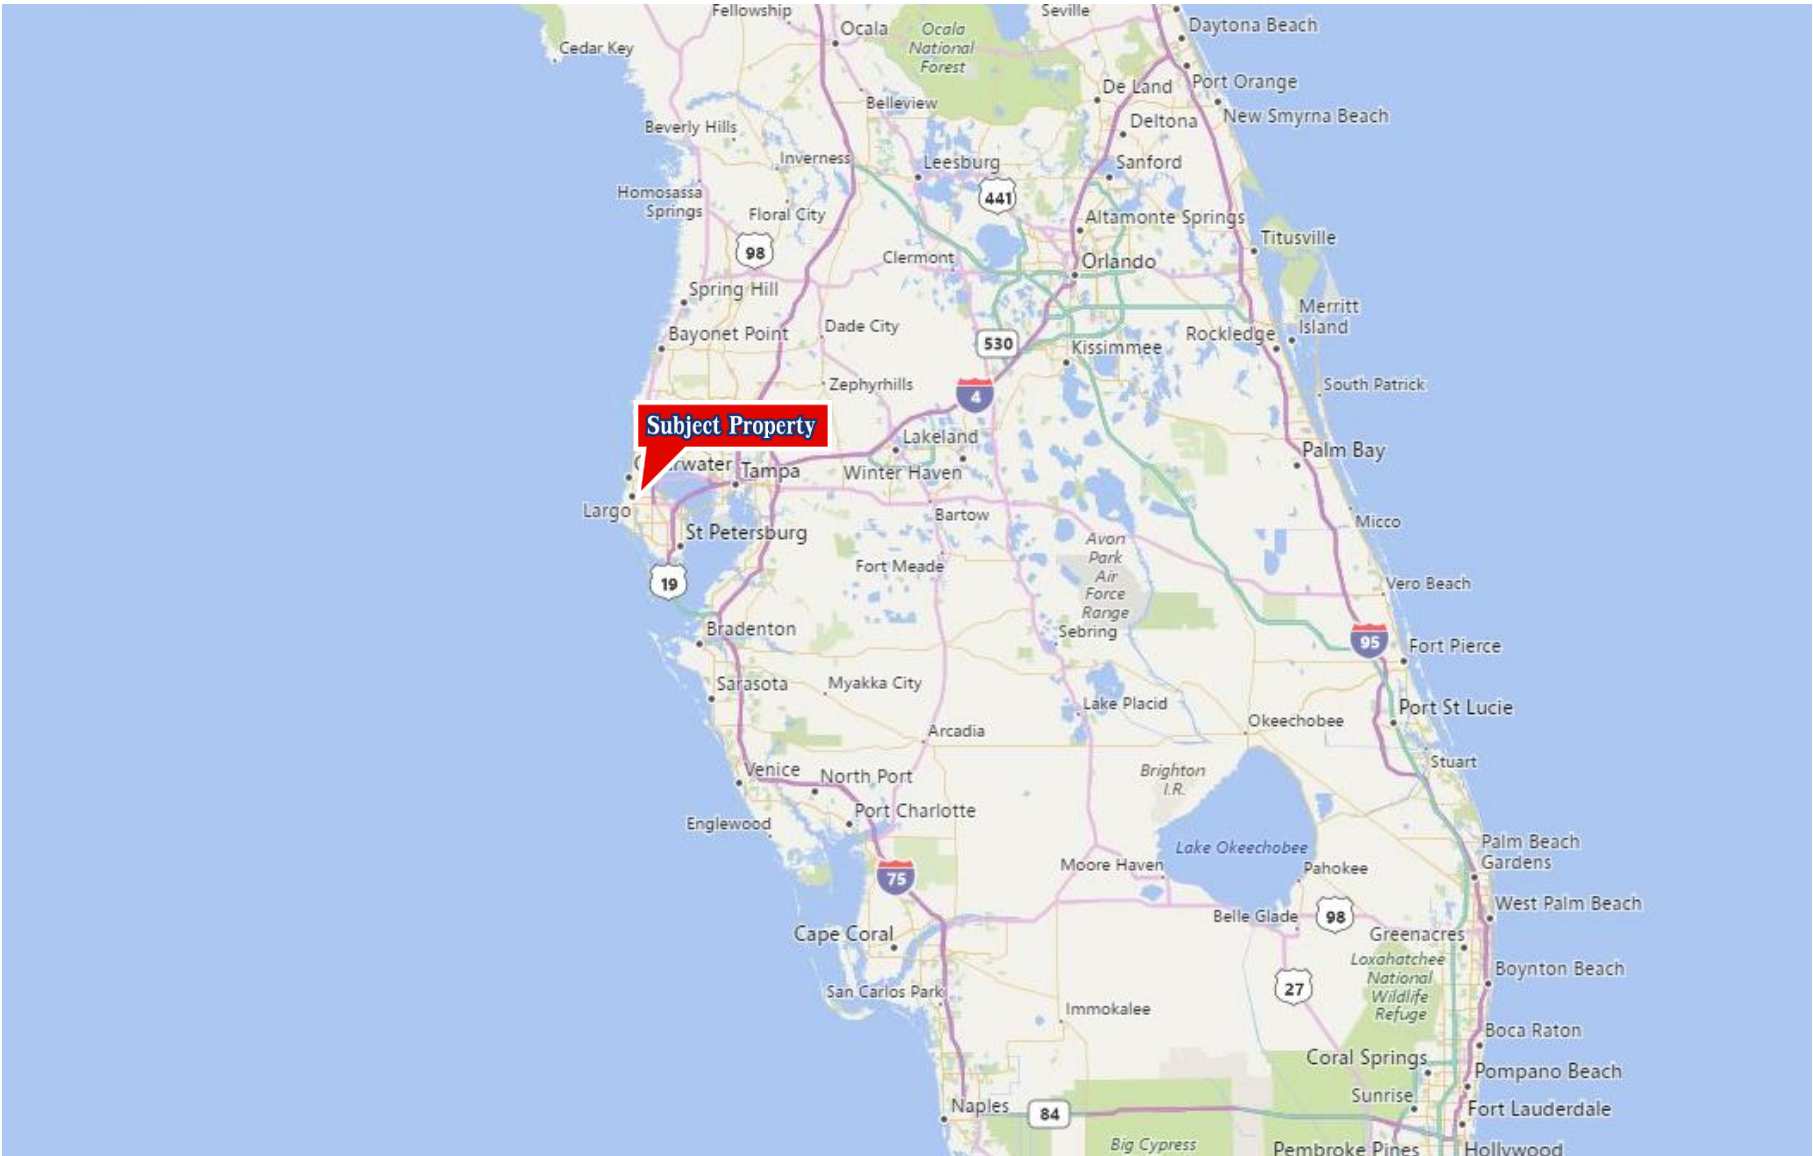 Fellowship
Seville
Ocala
Ocala
National
Forest
Daytona Beach
Cedar Key
De Land
Port Orange
Belleview
New Smyrna Beach
Beverly Hills
Deltona
Inverness
Leesburg
Sanford
441
Homosassa
Springs
Floral City
Altamonte Springs
98
Titusville
Clermont
Orlando
Spring Hill
Merritt
Island
Bayonet Point
Dade City
530
Kissimmee
Rockledge
Zephyrhills
4
South Patrick
Subject Property
Lakeland
Palm Bay
rwater
Tampa
Winter Haven
Largo
Bartow
Micco
St Petersburg
Avon
Park
Air
Force
Range
Fort Meade
19
Vero Beach
Bradenton
Sebring
95
Fort Pierce
Sarasota
Myakka City
Lake Placid
Port St Lucie
Okeechobee
Arcadia
Stuart
Venice
North Port
Brighton
I.R.
Port Charlotte
Englewood
Lake Okeechobee
Palm Beach
Gardens
Moore Haven
Pahokee
75
West Palm Beach
Belle Glade
98
Cape Coral
Greenacres
Loxahatchee
National
Wildlife
Refuge
Boynton Beach
27
San Carlos Park
Immokalee
Boca Raton
Coral Springs
Pompano Beach
Sunrise
Naples
84
Fort Lauderdale
Big Cypress
Pembroke Pines
Hollywood